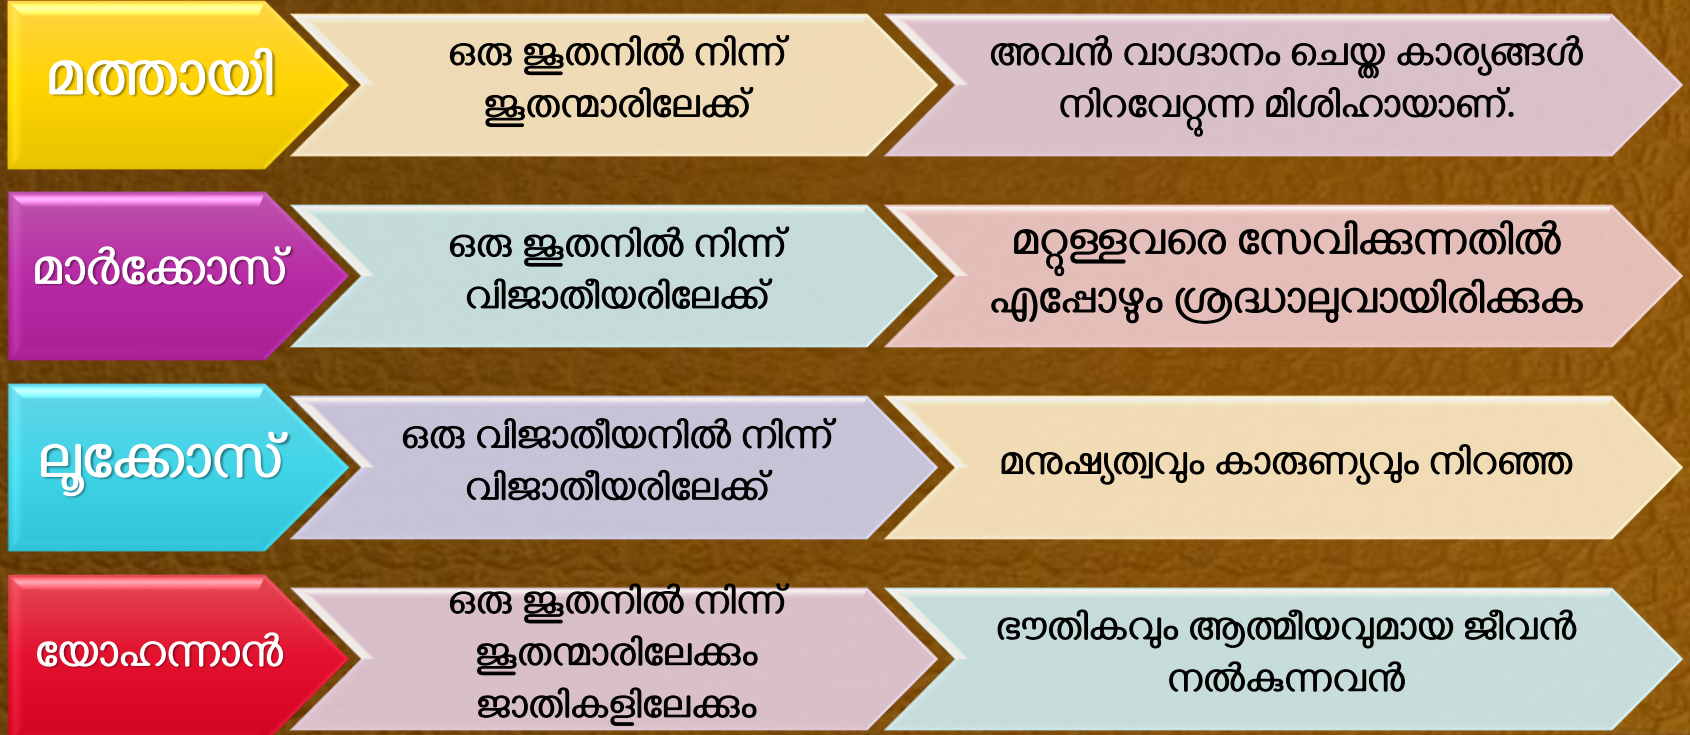 മത്തായി
ഒരു ജൂതനിൽ നിന്ന്
ജൂതന്മാരിലേക്ക്
അവൻ വാഗ്ദാനം ചെയ്ത കാര്യങ്ങൾ
നിറവേറ്റുന്ന മിശിഹായാണ്.
മാർക്കോസ്
ഒരു ജൂതനിൽ നിന്ന്
വിജാതീയരിലേക്ക്
മറ്റുള്ളവരെ സേവിക്കുന്നതിൽ
എപ്പോഴും ശ്രദ്ധാലുവായിരിക്കുക
ലൂക്കോസ്
ഒരു വിജാതീയനിൽ നിന്ന്
വിജാതീയരിലേക്ക്
മനുഷ്യത്വവും കാരുണ്യവും നിറഞ്ഞ
യോഹന്നാൻ
ഒരു ജൂതനിൽ നിന്ന്
ജൂതന്മാരിലേക്കും
ജാതികളിലേക്കും
ഭൗതികവും ആത്മീയവുമായ ജീവൻ
നൽകുന്നവൻ